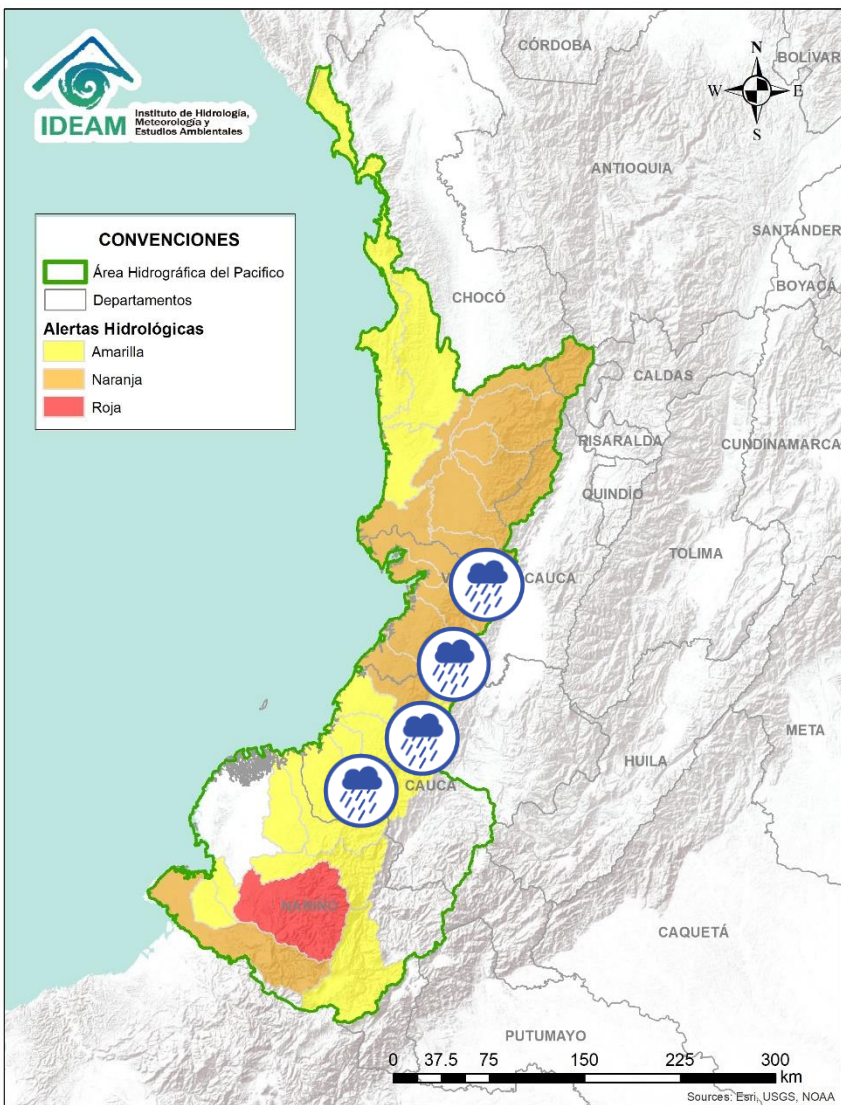 IDEAM
Instituto de Hidrología,
Meteorología y
Estudios Ambientales
N
W
E
S
CÓRDOBA
BOLÍVAR
ANTIOQUIA
SANTANDER
BOYACÁ
CONVENCIONES
Área Hidrográfica del Pacifico
Departamentos
Alertas Hidrológicas
Amarilla
Naranja
Roja
CHOCÓ
CALDAS
RISARALDA
CUNDINAMARCA
QUINDÍO
TOLIMA
CAUCA
META
HUILA
CAUCA
NARIÑO
CAQUETÁ
PUTUMAYO
0 37.5 75 150 225 300
km
Sources: Esri, USGS, NOAA